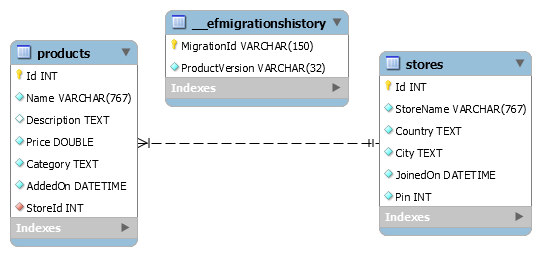 __efmigrationshistory
MigrationId VARCHAR(150)
ProductVersion VARCHAR(32)
Indexes
products
Id INT
Name VARCHAR(767)
Description TEXT
Price DOUBLE
Category TEXT
AddedOn DATETIME
StoreId INT
Indexes
stores
Id INT
StoreName VARCHAR(767)
Country TEXT
City TEXT
JoinedOn DATETIME
Pin INT
Indexes